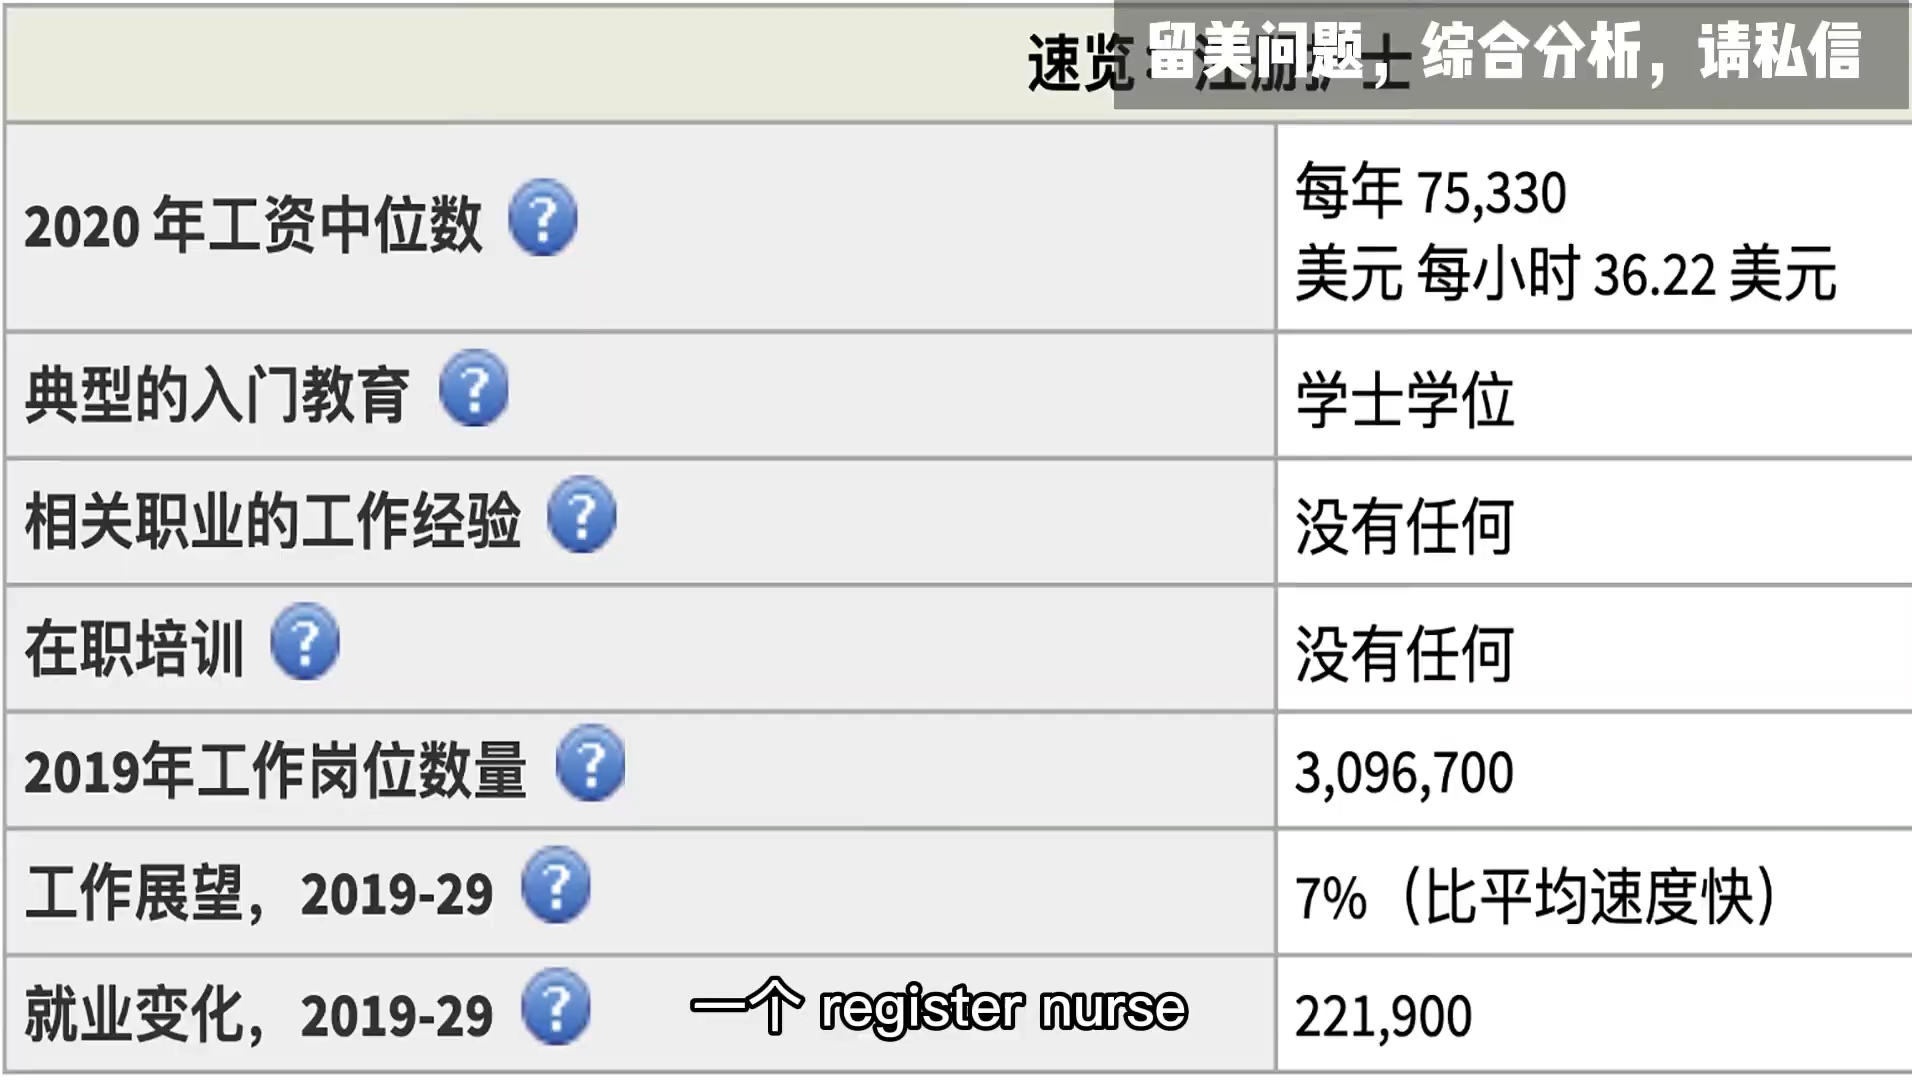 速览：注册护士
留美问题，综合分析，请私信
2020 年工资中位数
每年 75,330
美元 每小时 36.22 美元
典型的入门教育
学士学位
相关职业的工作经验
没有任何
在职培训
没有任何
2019年工作岗位数量
3,096,700
工作展望，2019-29
7%（比平均速度快）
就业变化，2019-29
221,900
一个 register nurse